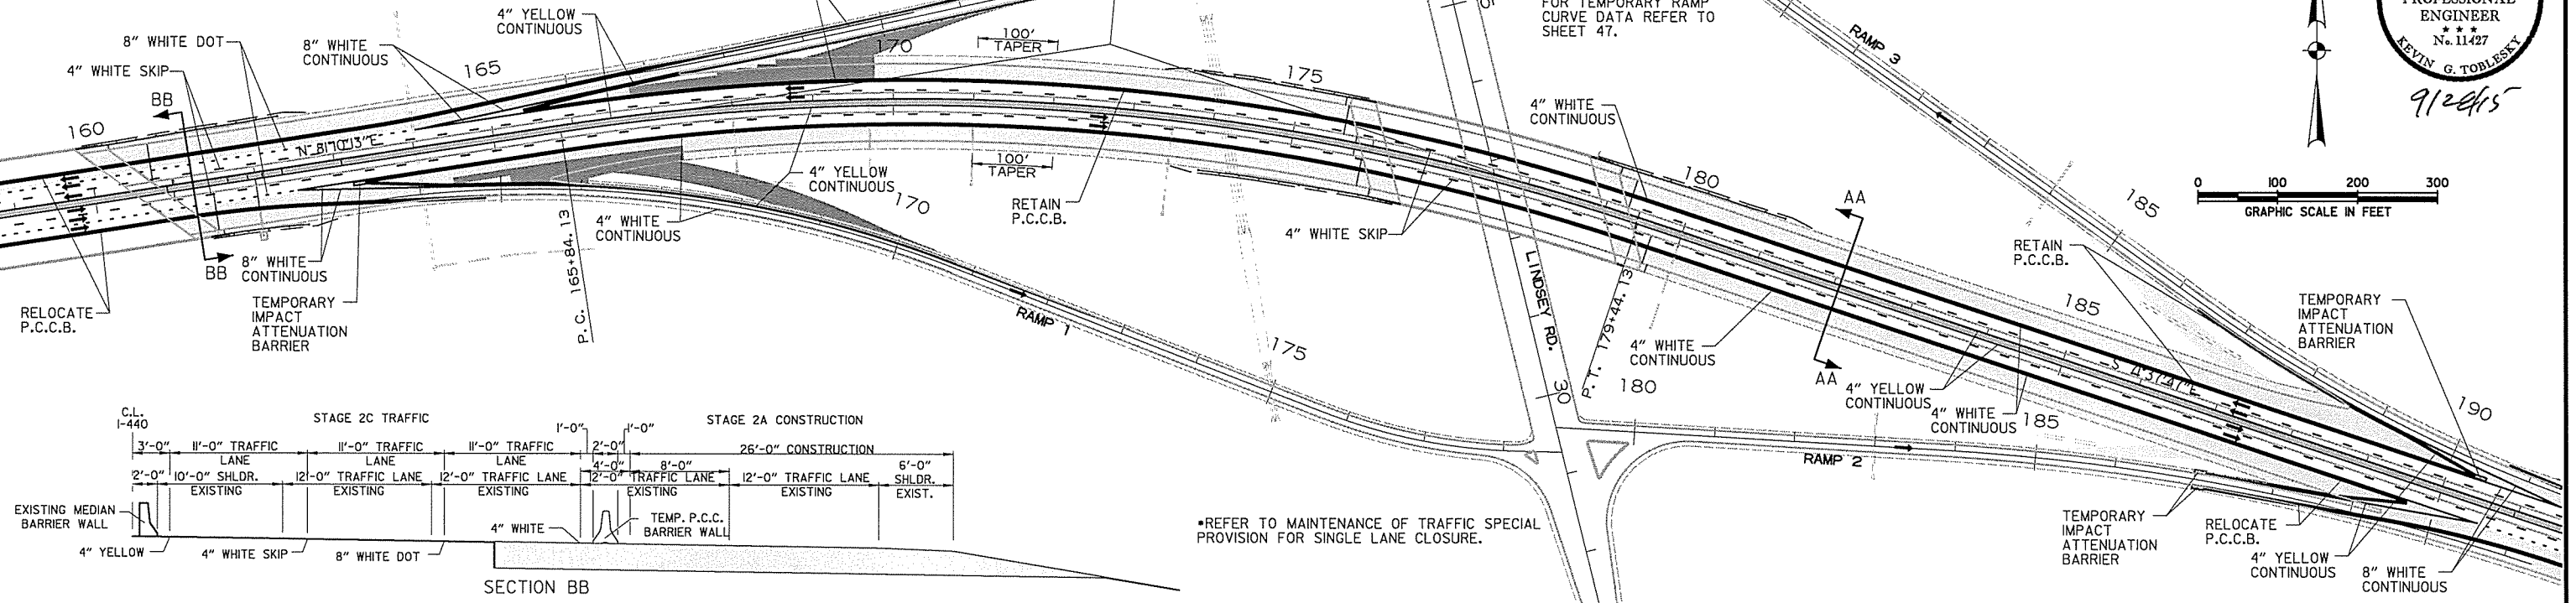 4" YELLOW
CONTINUOUS
8" WHITE DOT
8" WHITE
CONTINUOUS
4" WHITE SKIP
BB
160
165
170
100'
TAPER
175
FOR TEMPORARY RAMP
CURVE DATA REFER TO
SHEET 47.
RAMP 3
PROFESSIONAL
ENGINEER
★ ★ ★
No. 11427
KEVIN G. TOBLESKY
4" WHITE
CONTINUOUS
180
AA
185
0 100 200 300
GRAPHIC SCALE IN FEET
RETAIN
P.C.C.B.
185
TEMPORARY
IMPACT
ATTENUATION
BARRIER
190
BB
8" WHITE
CONTINUOUS
RELOCATE
P.C.C.B.
TEMPORARY
IMPACT
ATTENUATION
BARRIER
P.C. 165+84.13
4" WHITE
CONTINUOUS
4" YELLOW
CONTINUOUS
170
100'
TAPER
RETAIN
P.C.C.B.
RAMP 1
175
4" WHITE SKIP
LINDSEY RD.
30
P.T. 179+44.13
180
4" WHITE
CONTINUOUS
AA
4" YELLOW
CONTINUOUS
4" WHITE
CONTINUOUS
185
RAMP 2
TEMPORARY
IMPACT
ATTENUATION
BARRIER
RELOCATE
P.C.C.B.
4" YELLOW
CONTINUOUS
8" WHITE
CONTINUOUS
C.L.
I-440
STAGE 2C TRAFFIC
STAGE 2A CONSTRUCTION
3'-0" 11'-0" TRAFFIC LANE 11'-0" TRAFFIC LANE 11'-0" TRAFFIC LANE 1'-0" 2'-0" 1'-0" 26'-0" CONSTRUCTION
4'-0" 8'-0"
2'-0" 10'-0" SHLDR. EXISTING 12'-0" TRAFFIC LANE EXISTING 12'-0" TRAFFIC LANE EXISTING 12'-0" TRAFFIC LANE EXISTING 12'-0" TRAFFIC LANE EXISTING 6'-0" SHLDR. EXIST.
EXISTING MEDIAN
BARRIER WALL
4" WHITE
TEMP. P.C.C.
BARRIER WALL
4" YELLOW
4" WHITE SKIP
8" WHITE DOT
SECTION BB
•REFER TO MAINTENANCE OF TRAFFIC SPECIAL
PROVISION FOR SINGLE LANE CLOSURE.